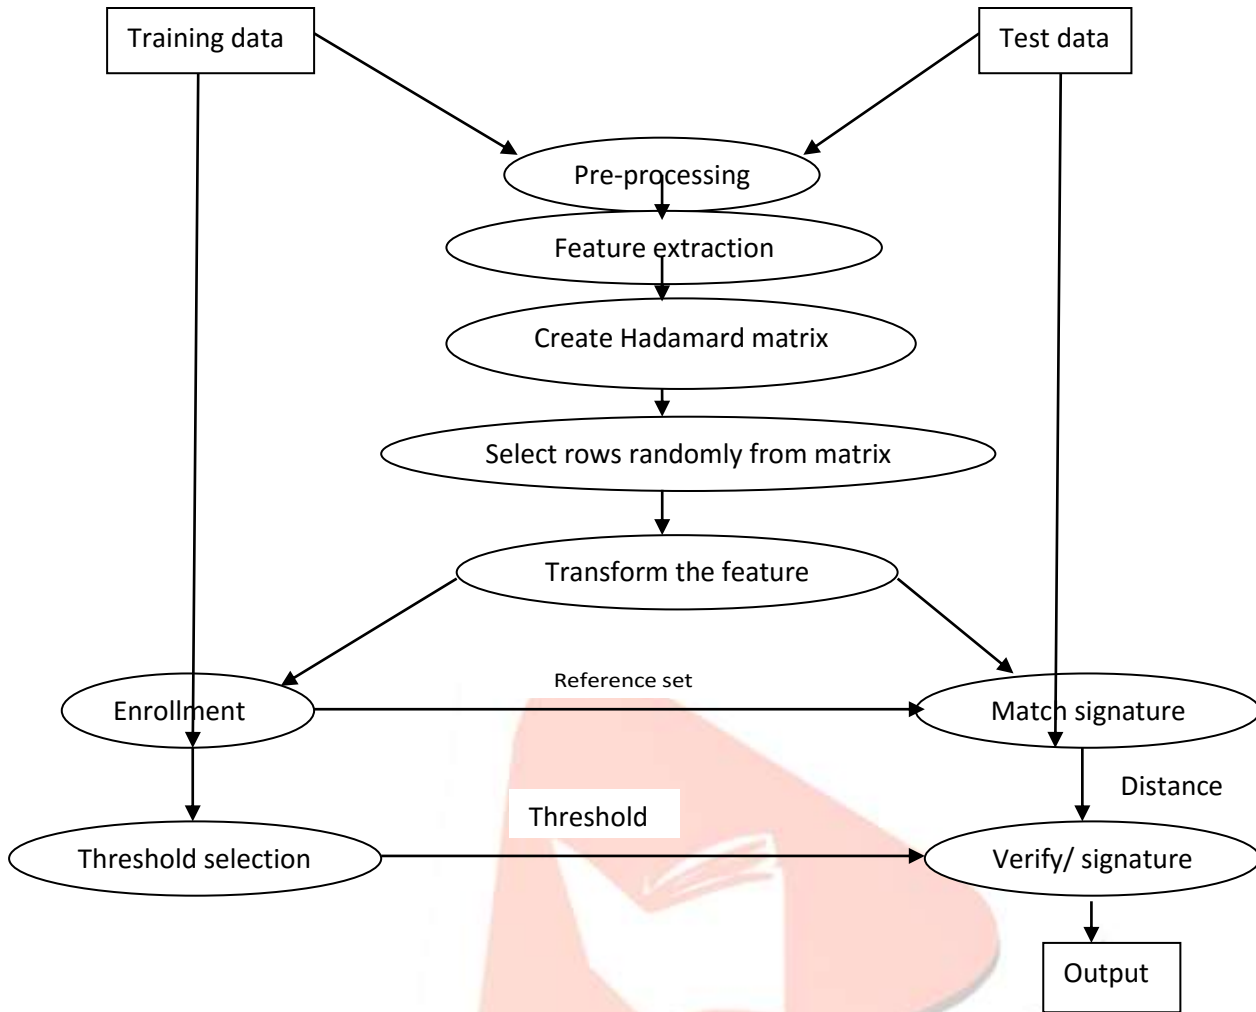 Training data
Test data
Pre-processing
Feature extraction
Create Hadamard matrix
Select rows randomly from matrix
Transform the feature
Reference set
Enrollment
Match signature
Distance
Threshold
Threshold selection
Verify/ signature
Output